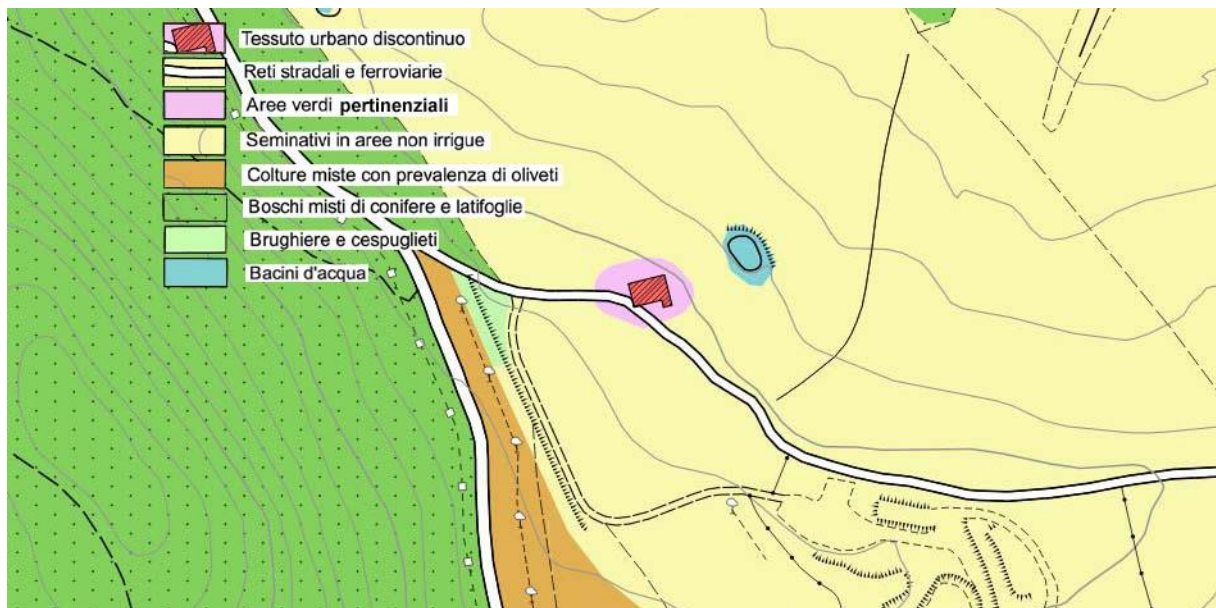 Tessuto urbano discontinuo
Reti stradali e ferroviarie
Aree verdi pertinenziali
Seminativi in aree non irrigue
Colture miste con prevalenza di oliveti
Boschi misti di conifere e latifoglie
Brughiere e cespuglieti
Bacini d'acqua